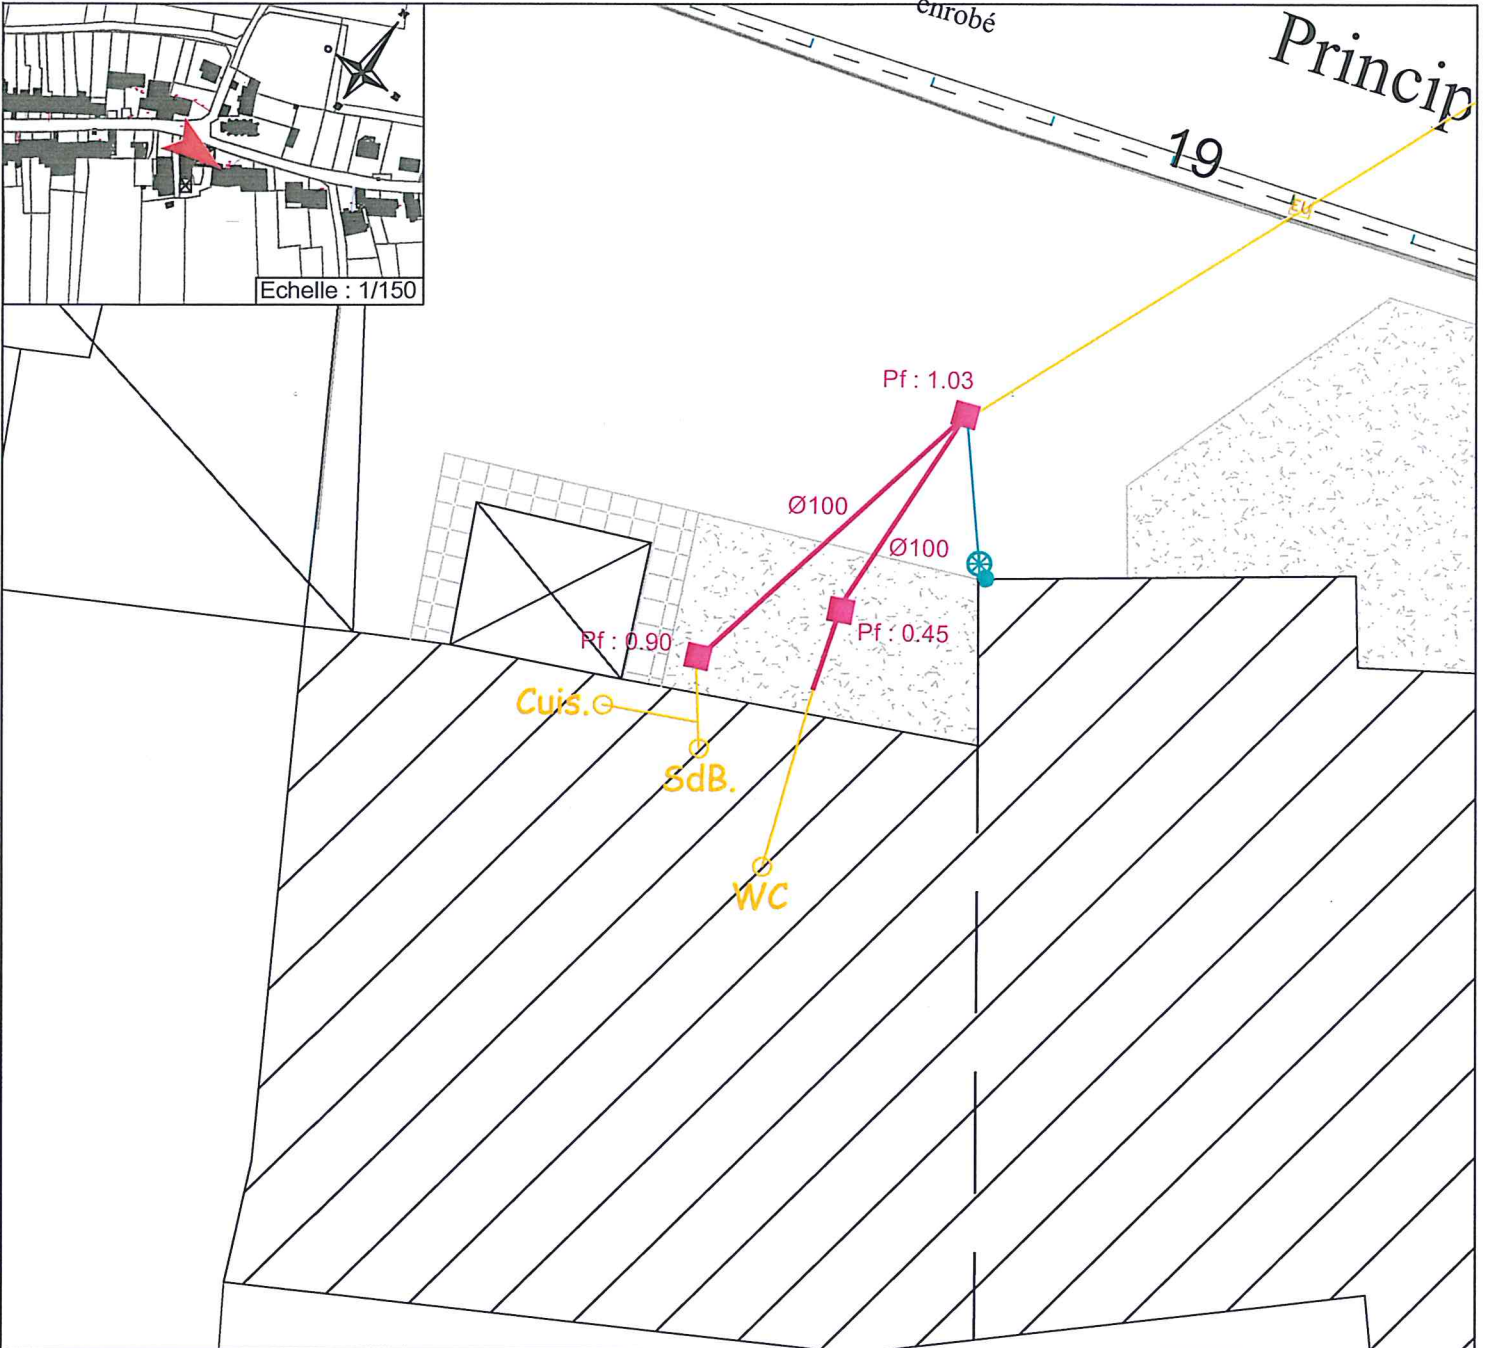 enrobé
Princip
19
EU
Echelle : 1/150
Pf : 1.03
Ø100
Ø100
Pf : 0.90
Pf : 0.45
Cuis.
SdB.
WC